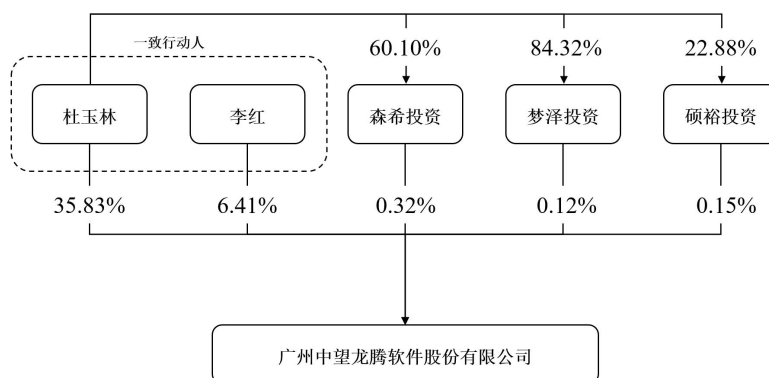 一致行动人
60.10%
84.32%
22.88%
杜玉林
李红
森希投资
梦泽投资
硕裕投资
35.83%
6.41%
0.32%
0.12%
0.15%
广州中望龙腾软件股份有限公司